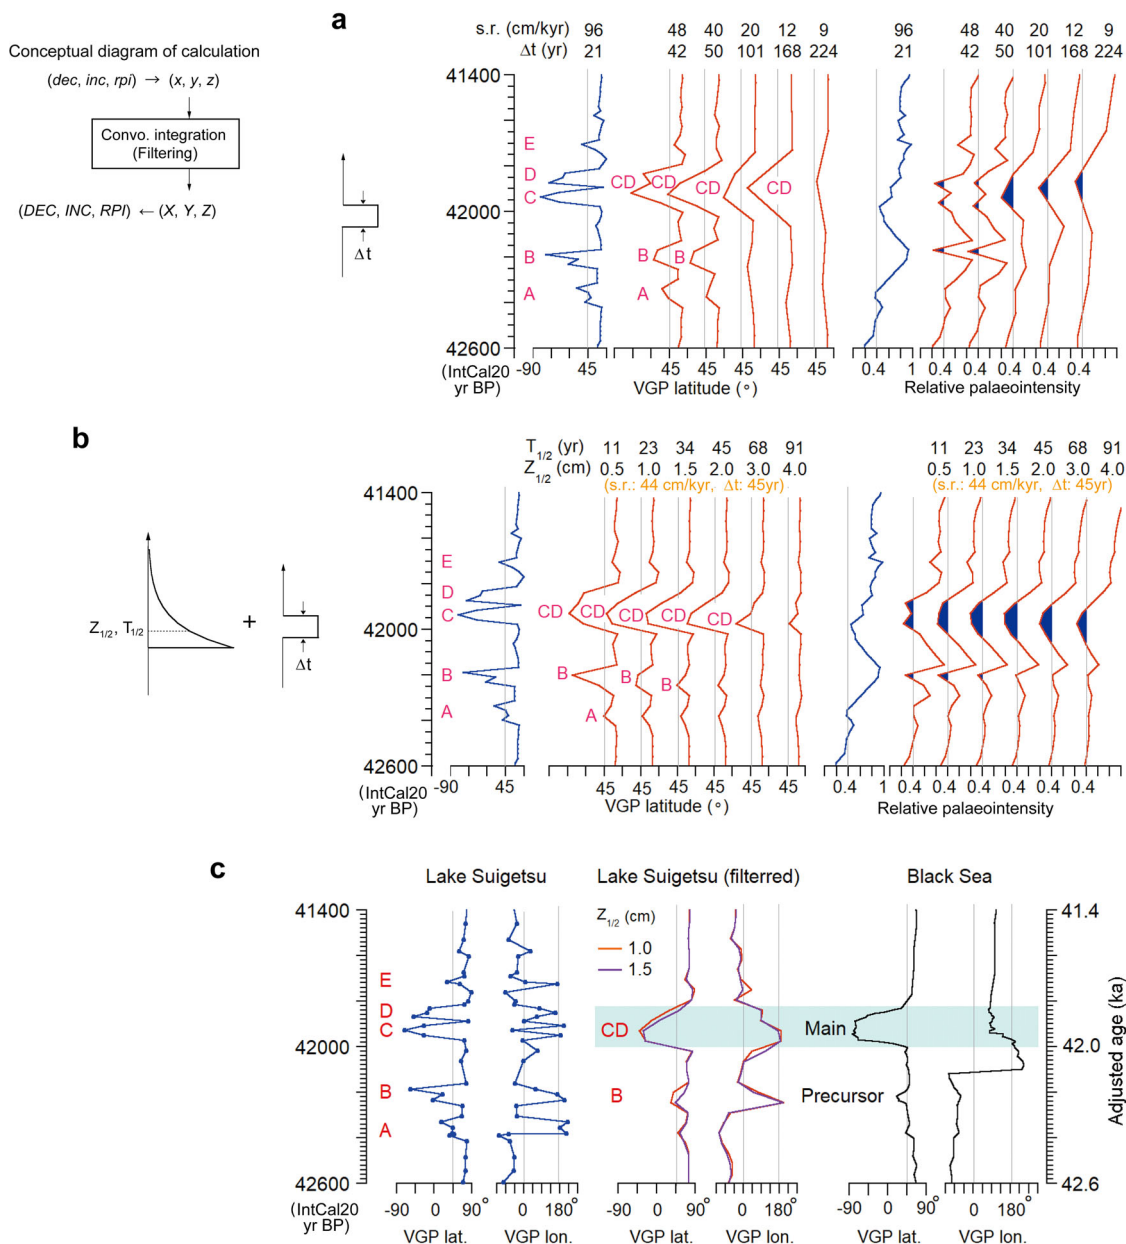 a
s.r. (cm/kyr) 96 48 40 20 12 9 96 48 40 20 12 9
Δt (yr) 21 42 50 101 168 224 21 42 50 101 168 224
Conceptual diagram of calculation
(dec, inc, rpi) → (x, y, z)
Convo. integration
(Filtering)
(DEC, INC, RPI) ← (X, Y, Z)
Δt
41400
E
D CD CD CD CD
C
42000
B B B
A A
42600
(IntCal20
yr BP)
-90 45 45 45 45 45 45 0.4 1 0.4 0.4 0.4 0.4 0.4
VGP latitude (°) Relative palaeointensity
b
T1/2 (yr) 11 23 34 45 68 91 11 23 34 45 68 91
Z1/2 (cm) 0.5 1.0 1.5 2.0 3.0 4.0 0.5 1.0 1.5 2.0 3.0 4.0
(s.r.: 44 cm/kyr, Δt: 45yr) (s.r.: 44 cm/kyr, Δt: 45yr)
41400
E
D
C CD CD CD CD CD
42000
Z1/2, T1/2 + Δt
B B B B
A A
42600
(IntCal20
yr BP)
-90 45 45 45 45 45 45 45 0.4 1 0.4 0.4 0.4 0.4 0.4 0.4
VGP latitude (°) Relative palaeointensity
c
Lake Suigetsu Lake Suigetsu (filterred) Black Sea
41400 41.4
Z1/2 (cm)
1.0
1.5
E
D
C CD Main
42000 42.0
B B Precursor
A
42600 42.6
Adjusted age (ka)
(IntCal20
yr BP)
-90 0 90° 0 180° -90 0 90° 0 180° -90 0 90° 0 180°
VGP lat. VGP lon. VGP lat. VGP lon. VGP lat. VGP lon.